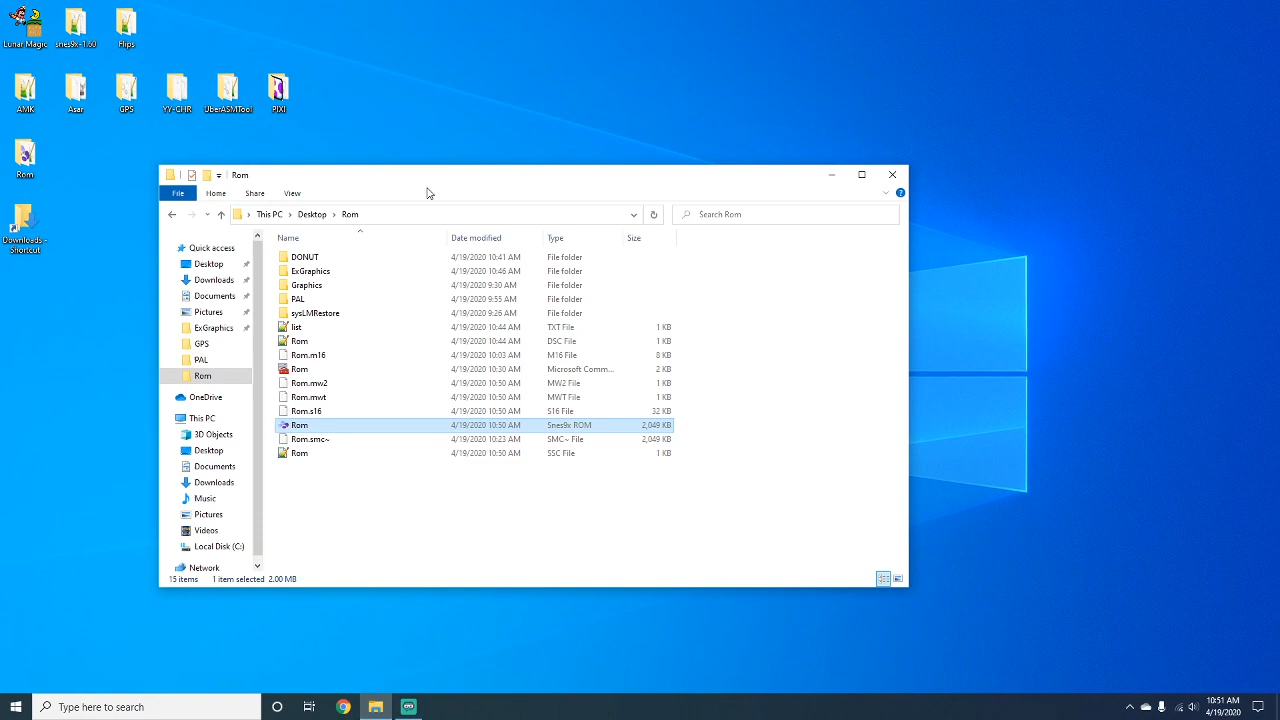 Lunar Magic snes9x-1.60 Flips
AMK Asar GPS YY-CHR UberASMTool PIXI
Rom
Downloads -
Shortcut
Rom
File Home Share View
This PC > Desktop > Rom Search Rom
Name Date modified Type Size
Quick access
Desktop
Downloads
Documents
Pictures
ExGraphics
GPS
PAL
Rom
OneDrive
This PC
3D Objects
Desktop
Documents
Downloads
Music
Pictures
Videos
Local Disk (C:)
Network
DONUT 4/19/2020 10:41 AM File folder
ExGraphics 4/19/2020 10:46 AM File folder
Graphics 4/19/2020 9:30 AM File folder
PAL 4/19/2020 9:55 AM File folder
sysLMRestore 4/19/2020 9:26 AM File folder
list 4/19/2020 10:44 AM TXT File 1 KB
Rom 4/19/2020 10:44 AM DSC File 1 KB
Rom.m16 4/19/2020 10:03 AM M16 File 8 KB
Rom 4/19/2020 10:30 AM Microsoft Comm... 2 KB
Rom.mw2 4/19/2020 10:50 AM MW2 File 1 KB
Rom.mwt 4/19/2020 10:50 AM MWT File 1 KB
Rom.s16 4/19/2020 10:50 AM S16 File 32 KB
Rom 4/19/2020 10:50 AM Snes9x ROM 2,049 KB
Rom.smc~ 4/19/2020 10:23 AM SMC~ File 2,049 KB
Rom 4/19/2020 10:50 AM SSC File 1 KB
15 items 1 item selected 2.00 MB
Type here to search
10:51 AM
4/19/2020